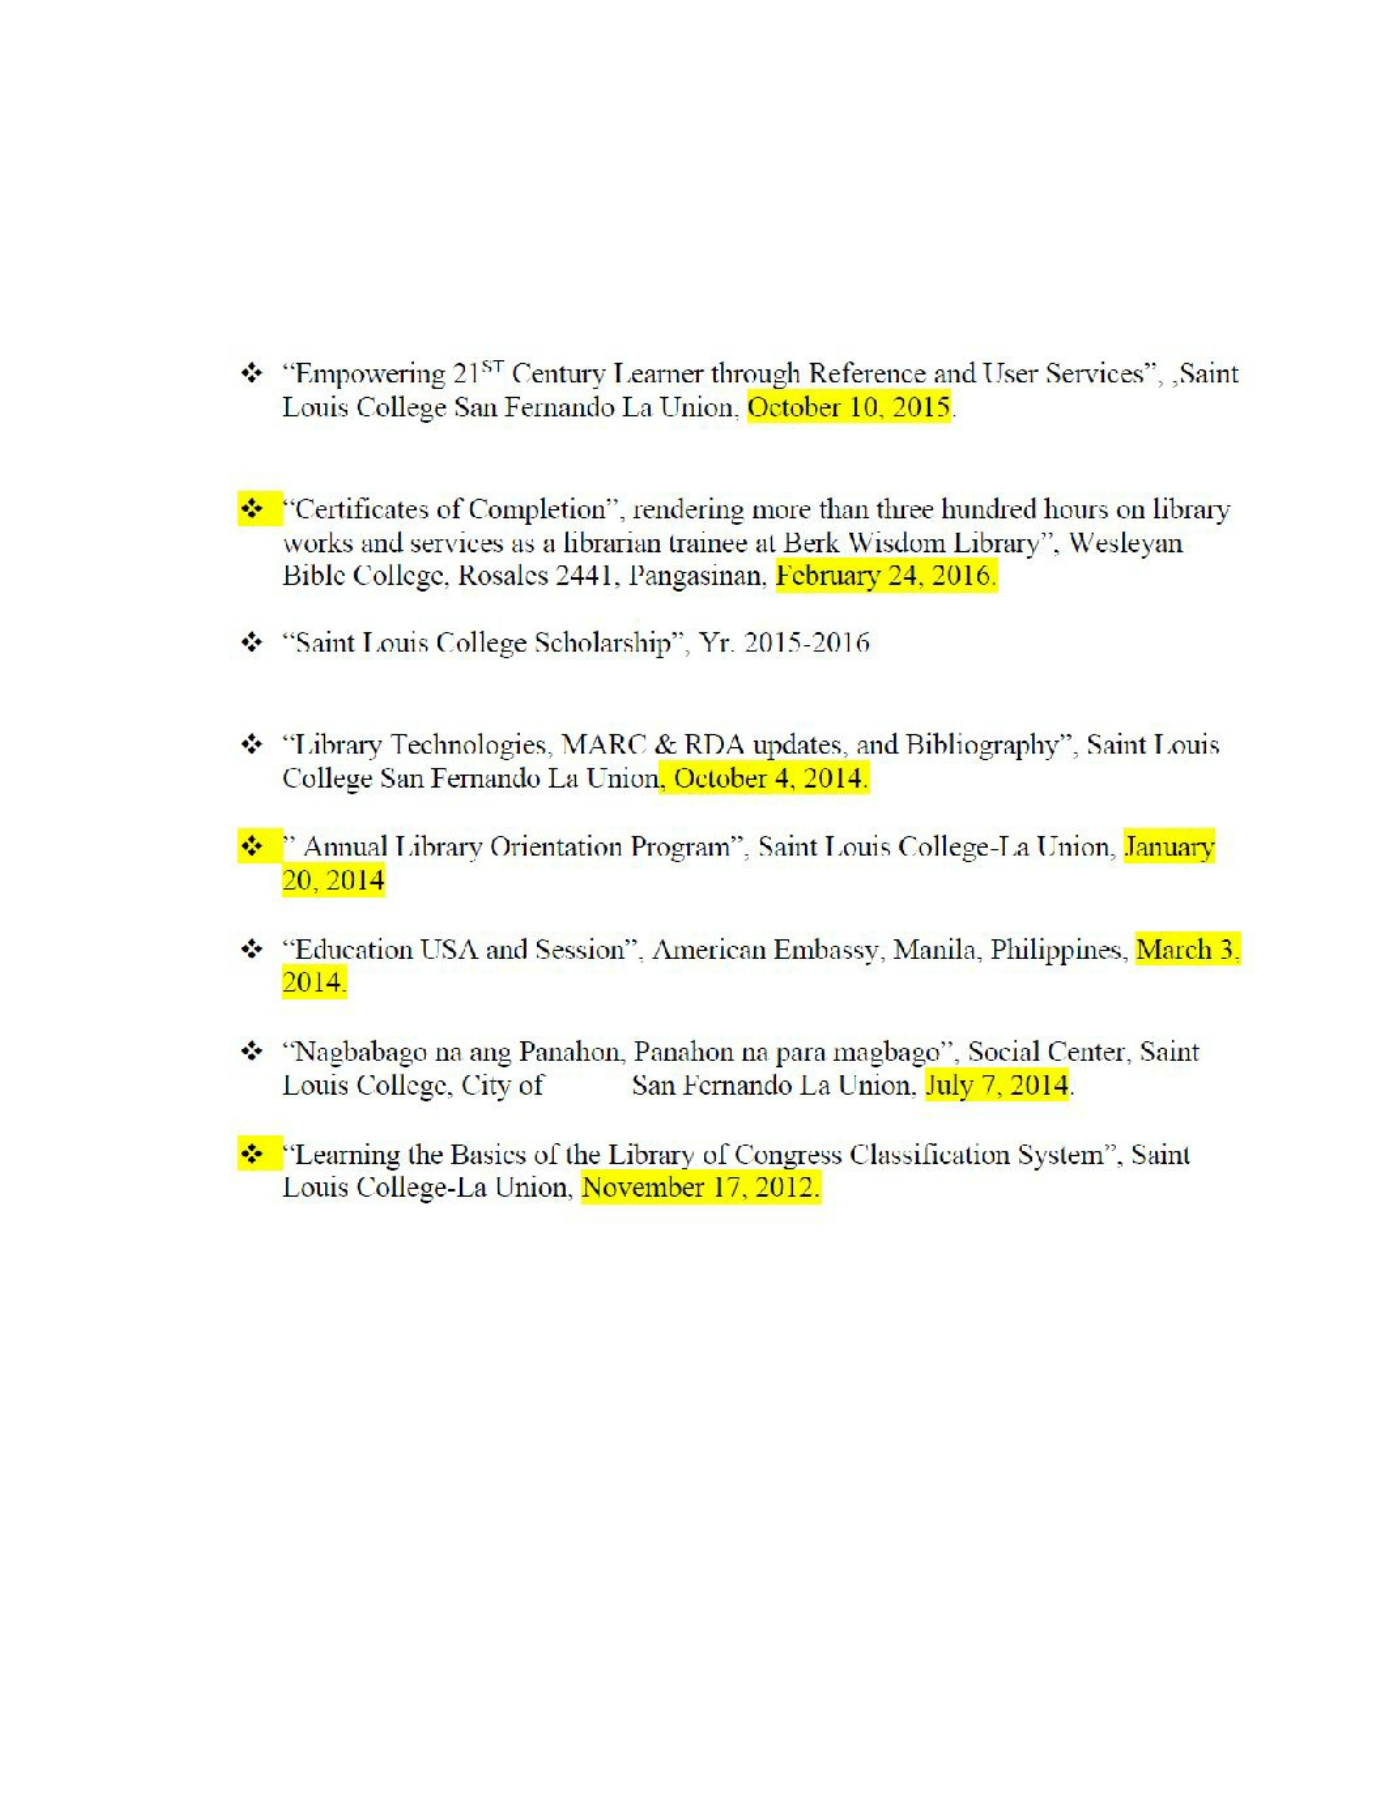 ❖ “Empowering 21ST Century Learner through Reference and User Services”, ,Saint
Louis College San Fernando La Union, October 10, 2015.
❖ “Certificates of Completion”, rendering more than three hundred hours on library
works and services as a librarian trainee at Berk Wisdom Library”, Wesleyan
Bible College, Rosales 2441, Pangasinan, February 24, 2016.
❖ “Saint Louis College Scholarship”, Yr. 2015-2016
❖ “Library Technologies, MARC & RDA updates, and Bibliography”, Saint Louis
College San Fernando La Union, October 4, 2014.
❖ ” Annual Library Orientation Program”, Saint Louis College-La Union, January
20, 2014
❖ “Education USA and Session”, American Embassy, Manila, Philippines, March 3,
2014.
❖ “Nagbabago na ang Panahon, Panahon na para magbago”, Social Center, Saint
Louis College, City of San Fernando La Union, July 7, 2014.
❖ “Learning the Basics of the Library of Congress Classification System”, Saint
Louis College-La Union, November 17, 2012.